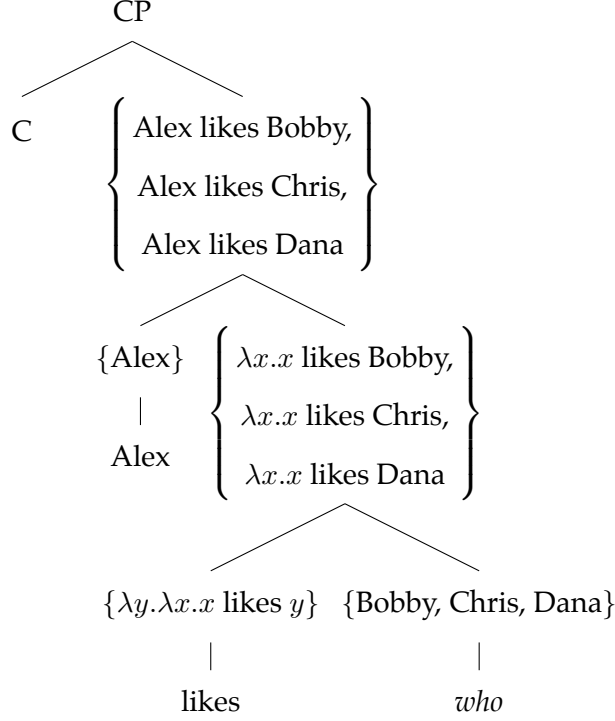 CP
C
{ Alex likes Bobby,
Alex likes Chris,
Alex likes Dana }
{Alex}
Alex
{ λx.x likes Bobby,
λx.x likes Chris,
λx.x likes Dana }
{λy.λx.x likes y} {Bobby, Chris, Dana}
likes who